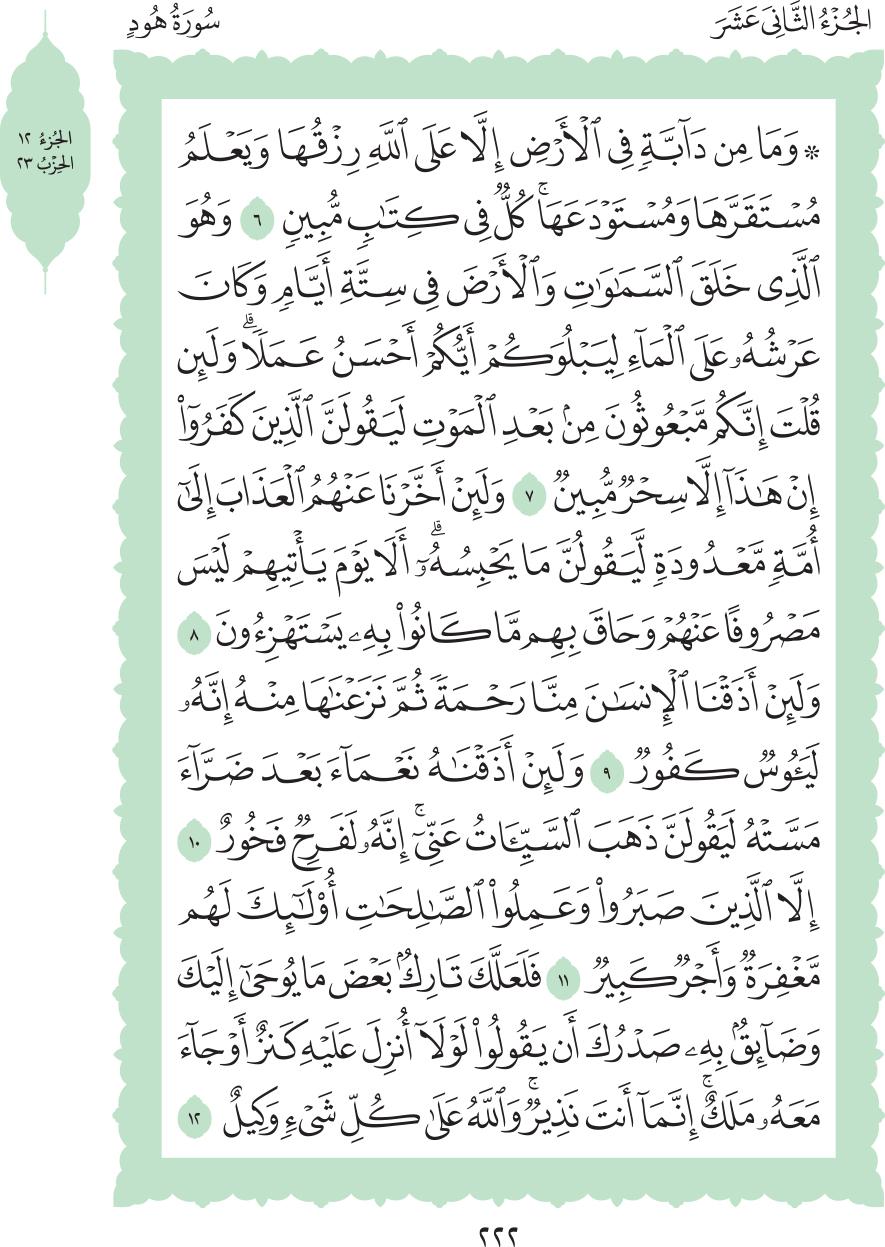 الجُزْءُ الثَّانِي عَشَرَ
سُورَةُ هُودٍ
الجُزءُ ١٢
الحِزْبُ ٢٣
۞ وَمَا مِن دَآبَّةٖ فِي ٱلۡأَرۡضِ إِلَّا عَلَى ٱللَّهِ رِزۡقُهَا وَيَعۡلَمُ
مُسۡتَقَرَّهَا وَمُسۡتَوۡدَعَهَاۚ كُلّٞ فِي كِتَٰبٖ مُّبِينٖ ٦ وَهُوَ
ٱلَّذِي خَلَقَ ٱلسَّمَٰوَٰتِ وَٱلۡأَرۡضَ فِي سِتَّةِ أَيَّامٖ وَكَانَ
عَرۡشُهُۥ عَلَى ٱلۡمَآءِ لِيَبۡلُوَكُمۡ أَيُّكُمۡ أَحۡسَنُ عَمَلٗاۗ وَلَئِن
قُلۡتَ إِنَّكُم مَّبۡعُوثُونَ مِنۢ بَعۡدِ ٱلۡمَوۡتِ لَيَقُولَنَّ ٱلَّذِينَ كَفَرُوٓاْ
إِنۡ هَٰذَآ إِلَّا سِحۡرٞ مُّبِينٞ ٧ وَلَئِنۡ أَخَّرۡنَا عَنۡهُمُ ٱلۡعَذَابَ إِلَىٰٓ
أُمَّةٖ مَّعۡدُودَةٖ لَّيَقُولُنَّ مَا يَحۡبِسُهُۥٓۗ أَلَا يَوۡمَ يَأۡتِيهِمۡ لَيۡسَ
مَصۡرُوفًا عَنۡهُمۡ وَحَاقَ بِهِم مَّا كَانُواْ بِهِۦ يَسۡتَهۡزِءُونَ ٨
وَلَئِنۡ أَذَقۡنَا ٱلۡإِنسَٰنَ مِنَّا رَحۡمَةٗ ثُمَّ نَزَعۡنَٰهَا مِنۡهُ إِنَّهُۥ
لَيَـُٔوسٞ كَفُورٞ ٩ وَلَئِنۡ أَذَقۡنَٰهُ نَعۡمَآءَ بَعۡدَ ضَرَّآءَ
مَسَّتۡهُ لَيَقُولَنَّ ذَهَبَ ٱلسَّيِّـَٔاتُ عَنِّيٓۚ إِنَّهُۥ لَفَرِحٞ فَخُورٌ ١٠
إِلَّا ٱلَّذِينَ صَبَرُواْ وَعَمِلُواْ ٱلصَّٰلِحَٰتِ أُوْلَٰٓئِكَ لَهُم
مَّغۡفِرَةٞ وَأَجۡرٞ كَبِيرٞ ١١ فَلَعَلَّكَ تَارِكُۢ بَعۡضَ مَا يُوحَىٰٓ إِلَيۡكَ
وَضَآئِقُۢ بِهِۦ صَدۡرُكَ أَن يَقُولُواْ لَوۡلَآ أُنزِلَ عَلَيۡهِ كَنزٌ أَوۡ جَآءَ
مَعَهُۥ مَلَكٌۚ إِنَّمَآ أَنتَ نَذِيرٞۚ وَٱللَّهُ عَلَىٰ كُلِّ شَيۡءٖ وَكِيلٌ ١٢
٢٢٢